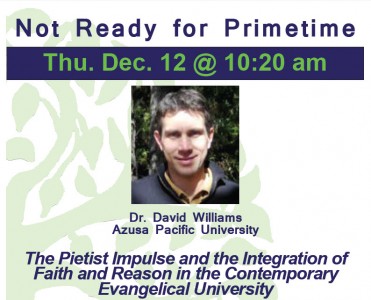 Not Ready for Primetime
Thu. Dec. 12 @ 10:20 am
Dr. David Williams
Azusa Pacific University
The Pietist Impulse and the Integration of
Faith and Reason in the Contemporary
Evangelical University